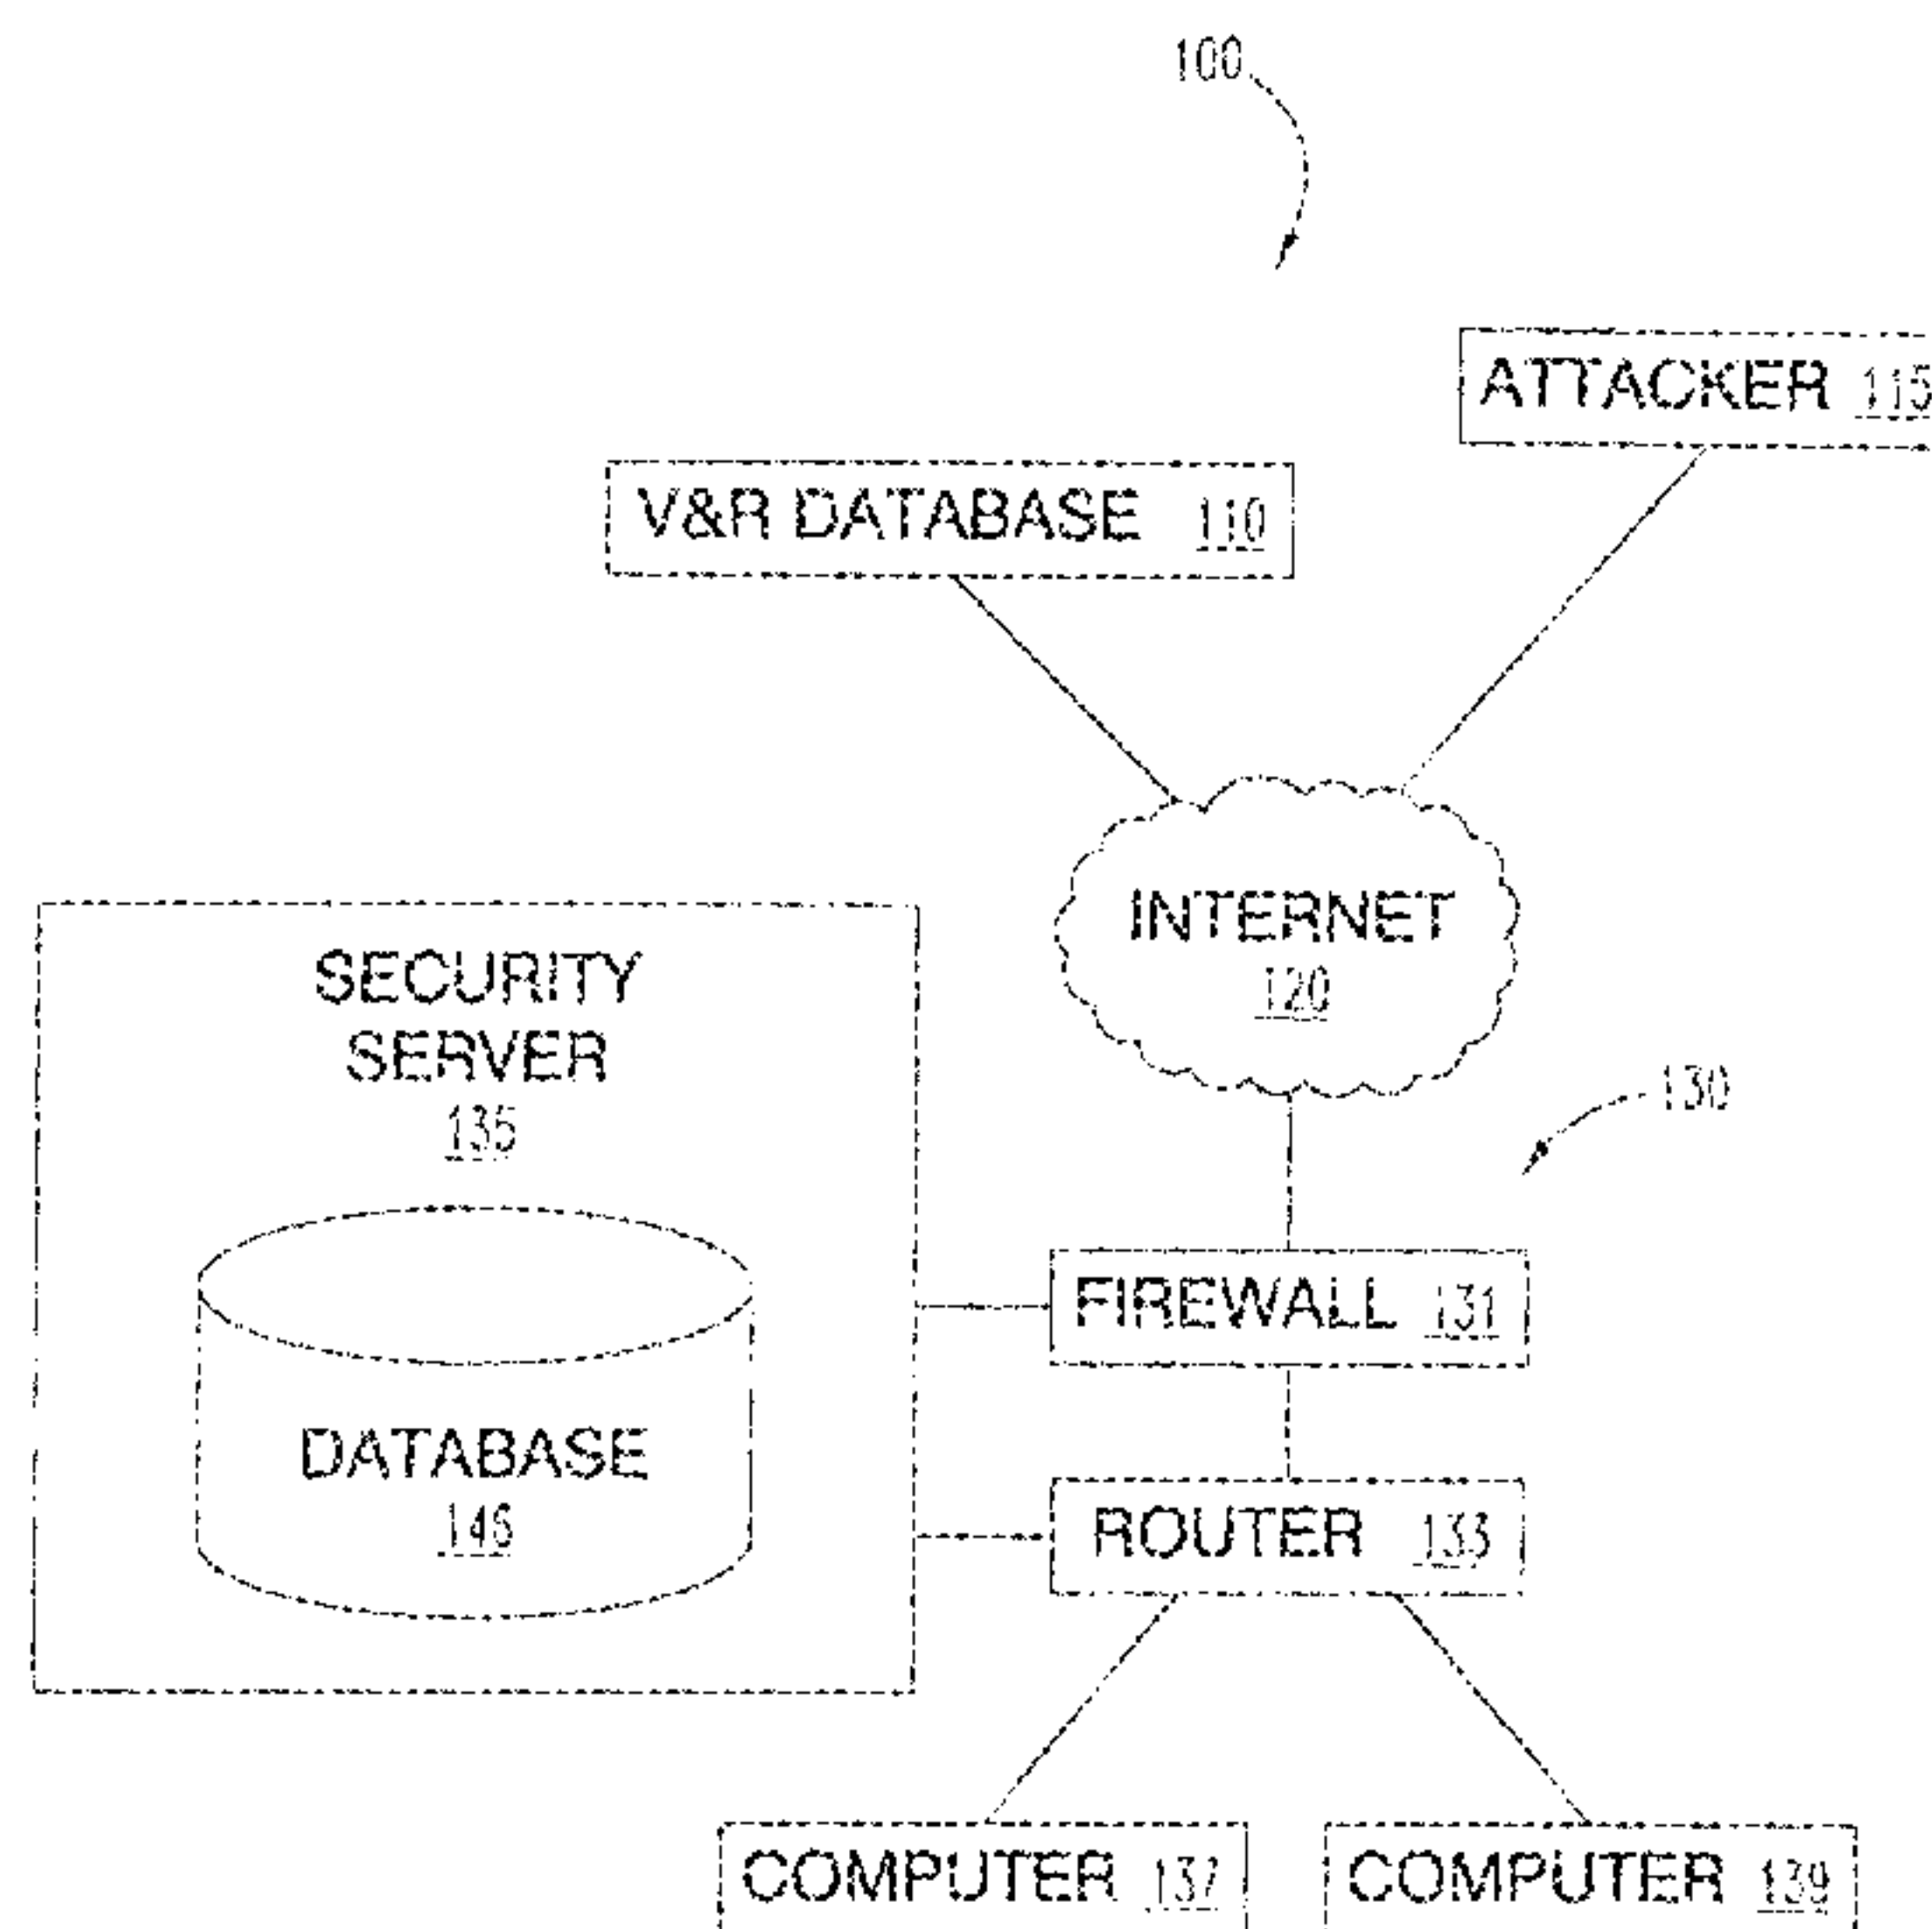 100
ATTACKER 115
V&R DATABASE 110
INTERNET
120
SECURITY
SERVER
135
130
FIREWALL 131
DATABASE
146
ROUTER 133
COMPUTER 137
COMPUTER 139